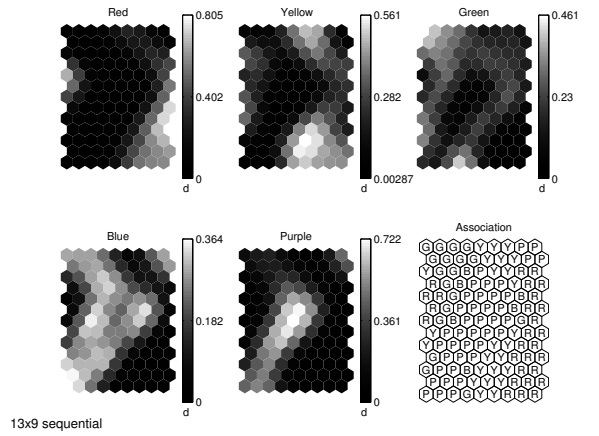 Red
0.805
0.402
0
d
Yellow
0.561
0.282
0.00287
d
Green
0.461
0.23
0
d
Blue
0.364
0.182
0
d
Purple
0.722
0.361
0
d
Association
G G G G Y Y Y P P
G G G G Y Y Y P P
Y G G B P Y Y R R
R G B P P P Y R R
R R G P P P P B R
R G P P P P B R R
R G B P P P P G R
Y P P P P P Y R R
Y P P P P Y Y R R
G P P P Y Y R R R
G P P B Y Y Y R R
P P P Y Y Y R R R
P P P G Y Y R R R
13x9 sequential